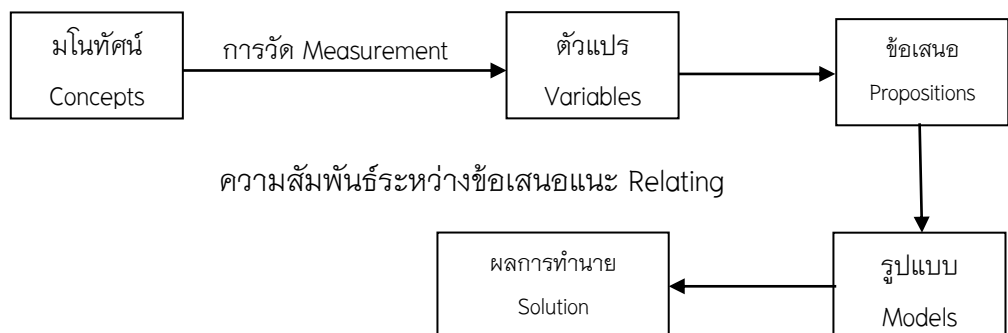 มโนทัศน์
Concepts
การวัด Measurement
ตัวแปร
Variables
ข้อเสนอ
Propositions
ความสัมพันธ์ระหว่างข้อเสนอแนะ Relating
ผลการทำนาย
Solution
รูปแบบ
Models